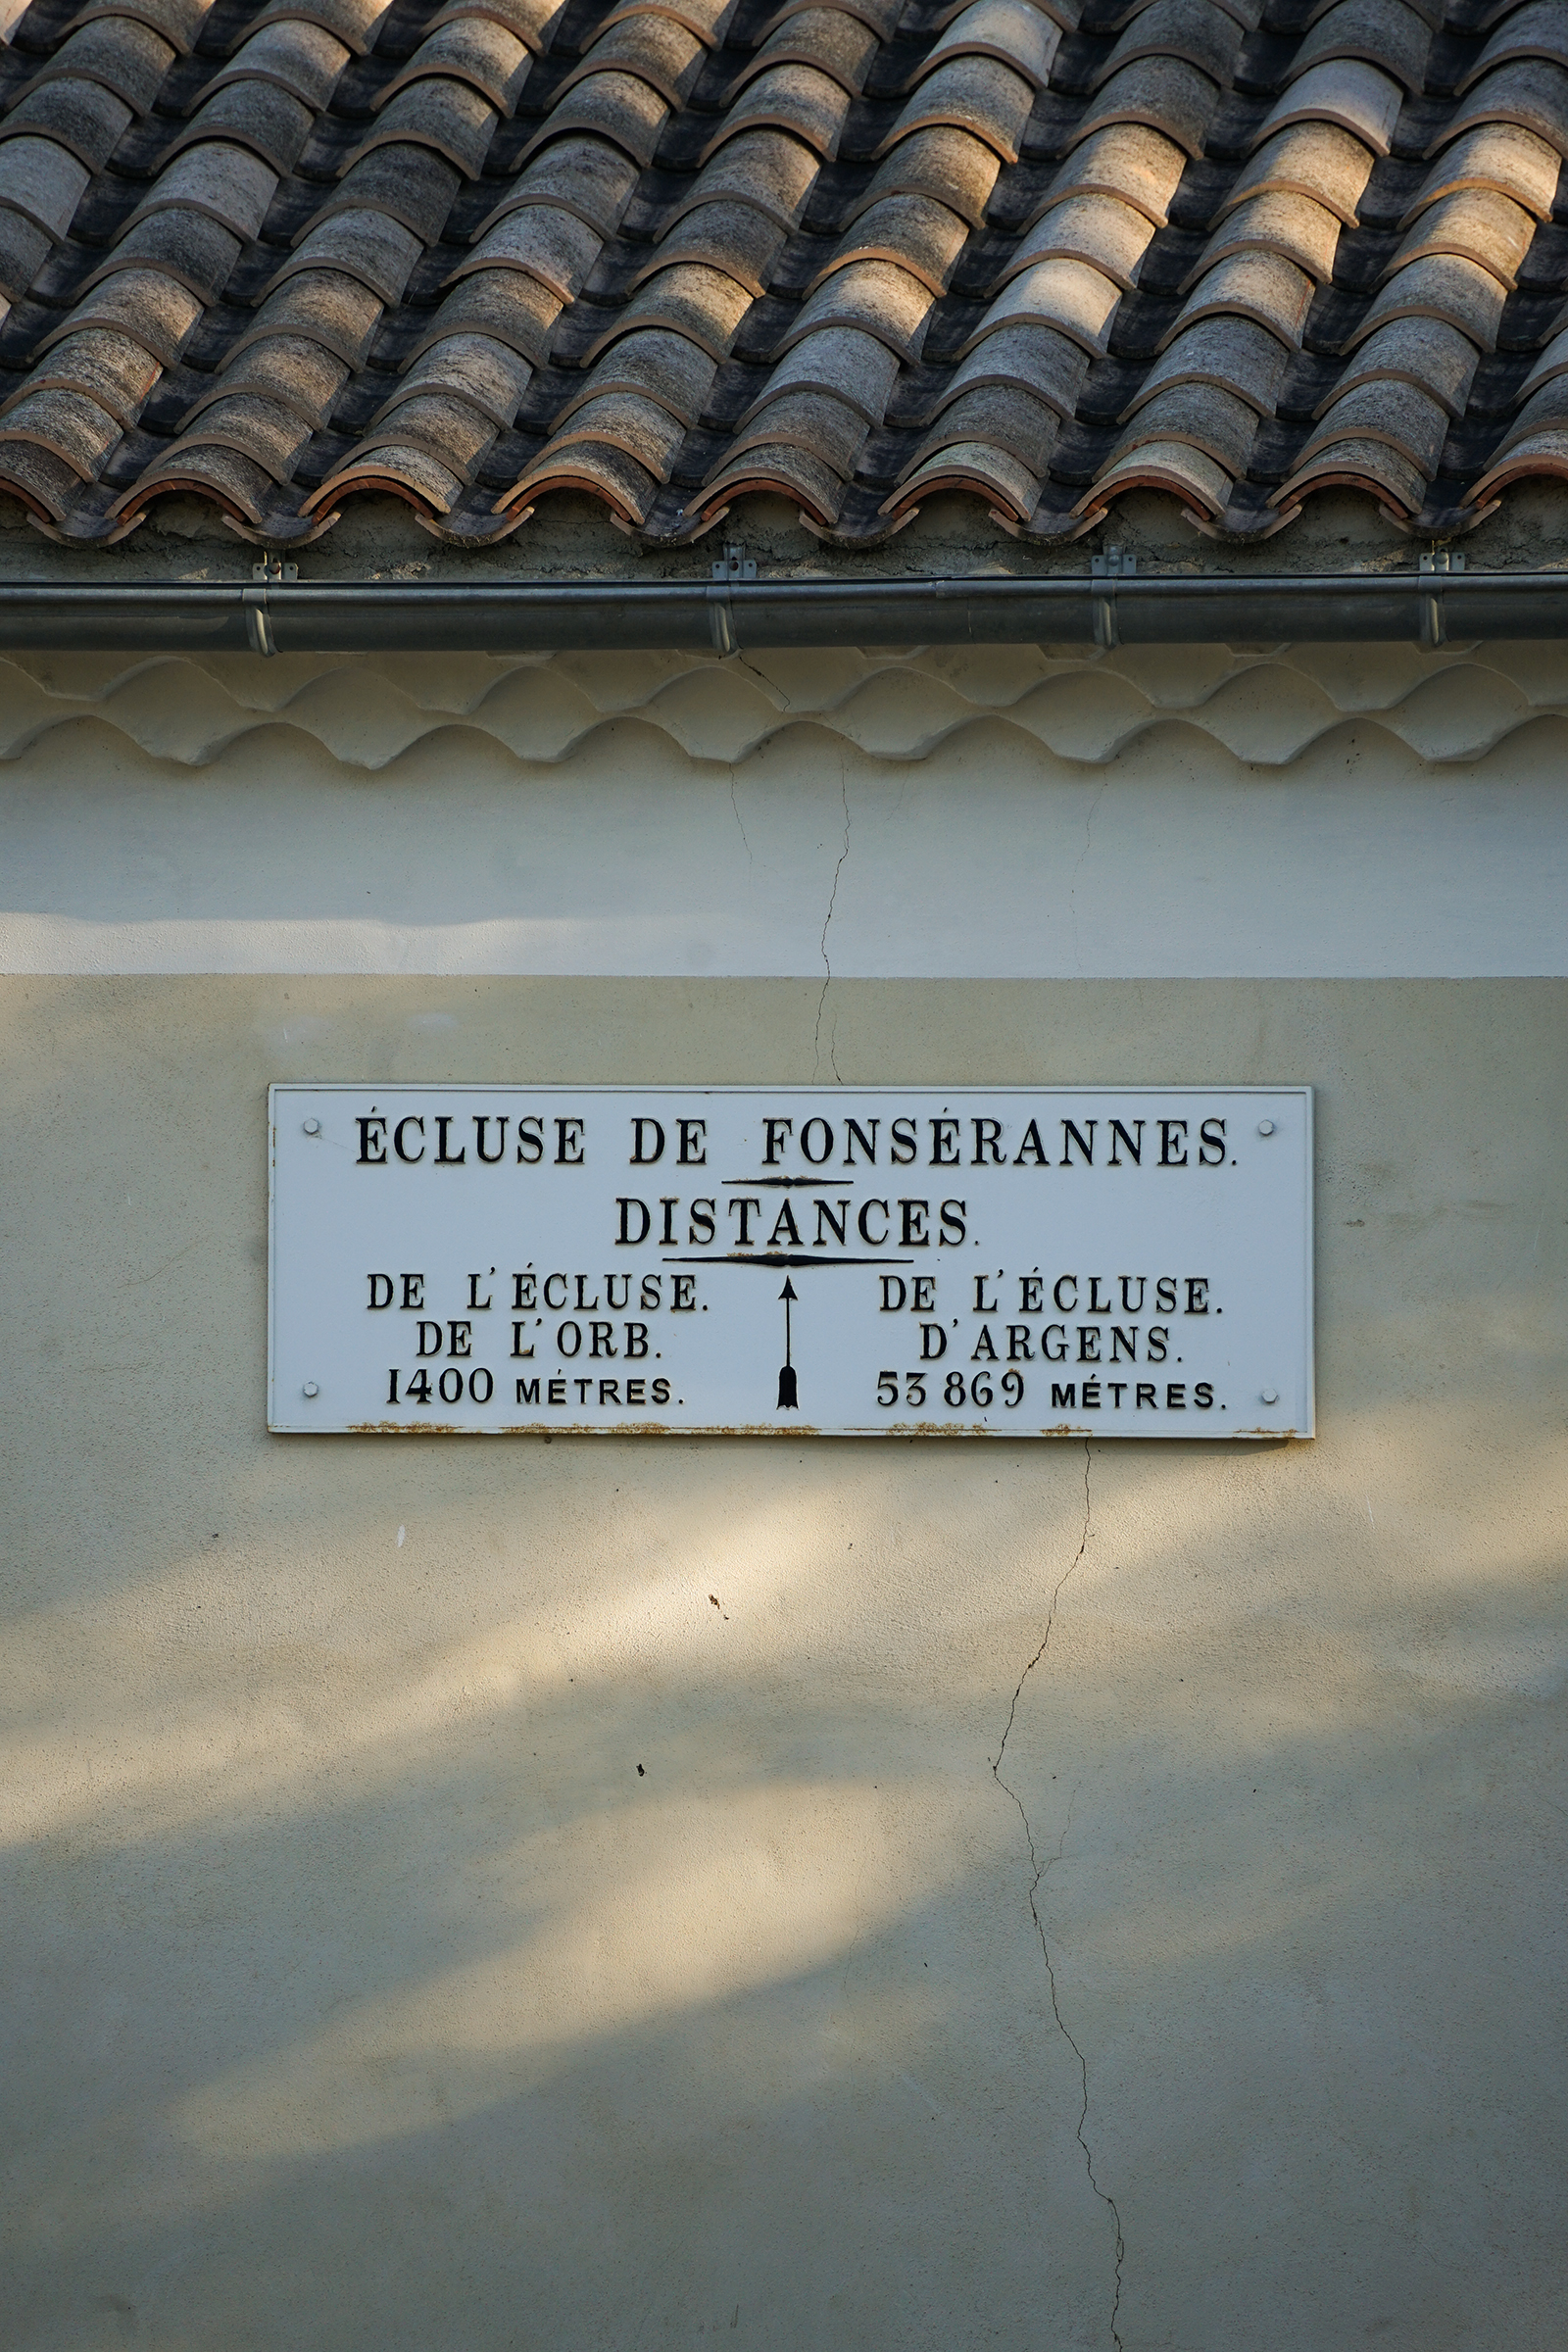 ÉCLUSE DE FONSÉRANNES.
DISTANCES.
DE L'ÉCLUSE.
DE L'ORB.
1400 MÉTRES.
DE L'ÉCLUSE.
D'ARGENS.
53 869 MÉTRES.